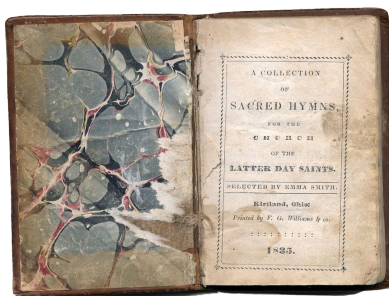 A COLLECTION
OF
SACRED HYMNS,
FOR THE
CHURCH
OF THE
LATTER DAY SAINTS.
SELECTED BY EMMA SMITH.
Kirtland, Ohio:
Printed by F. G. Williams & co.
1835.